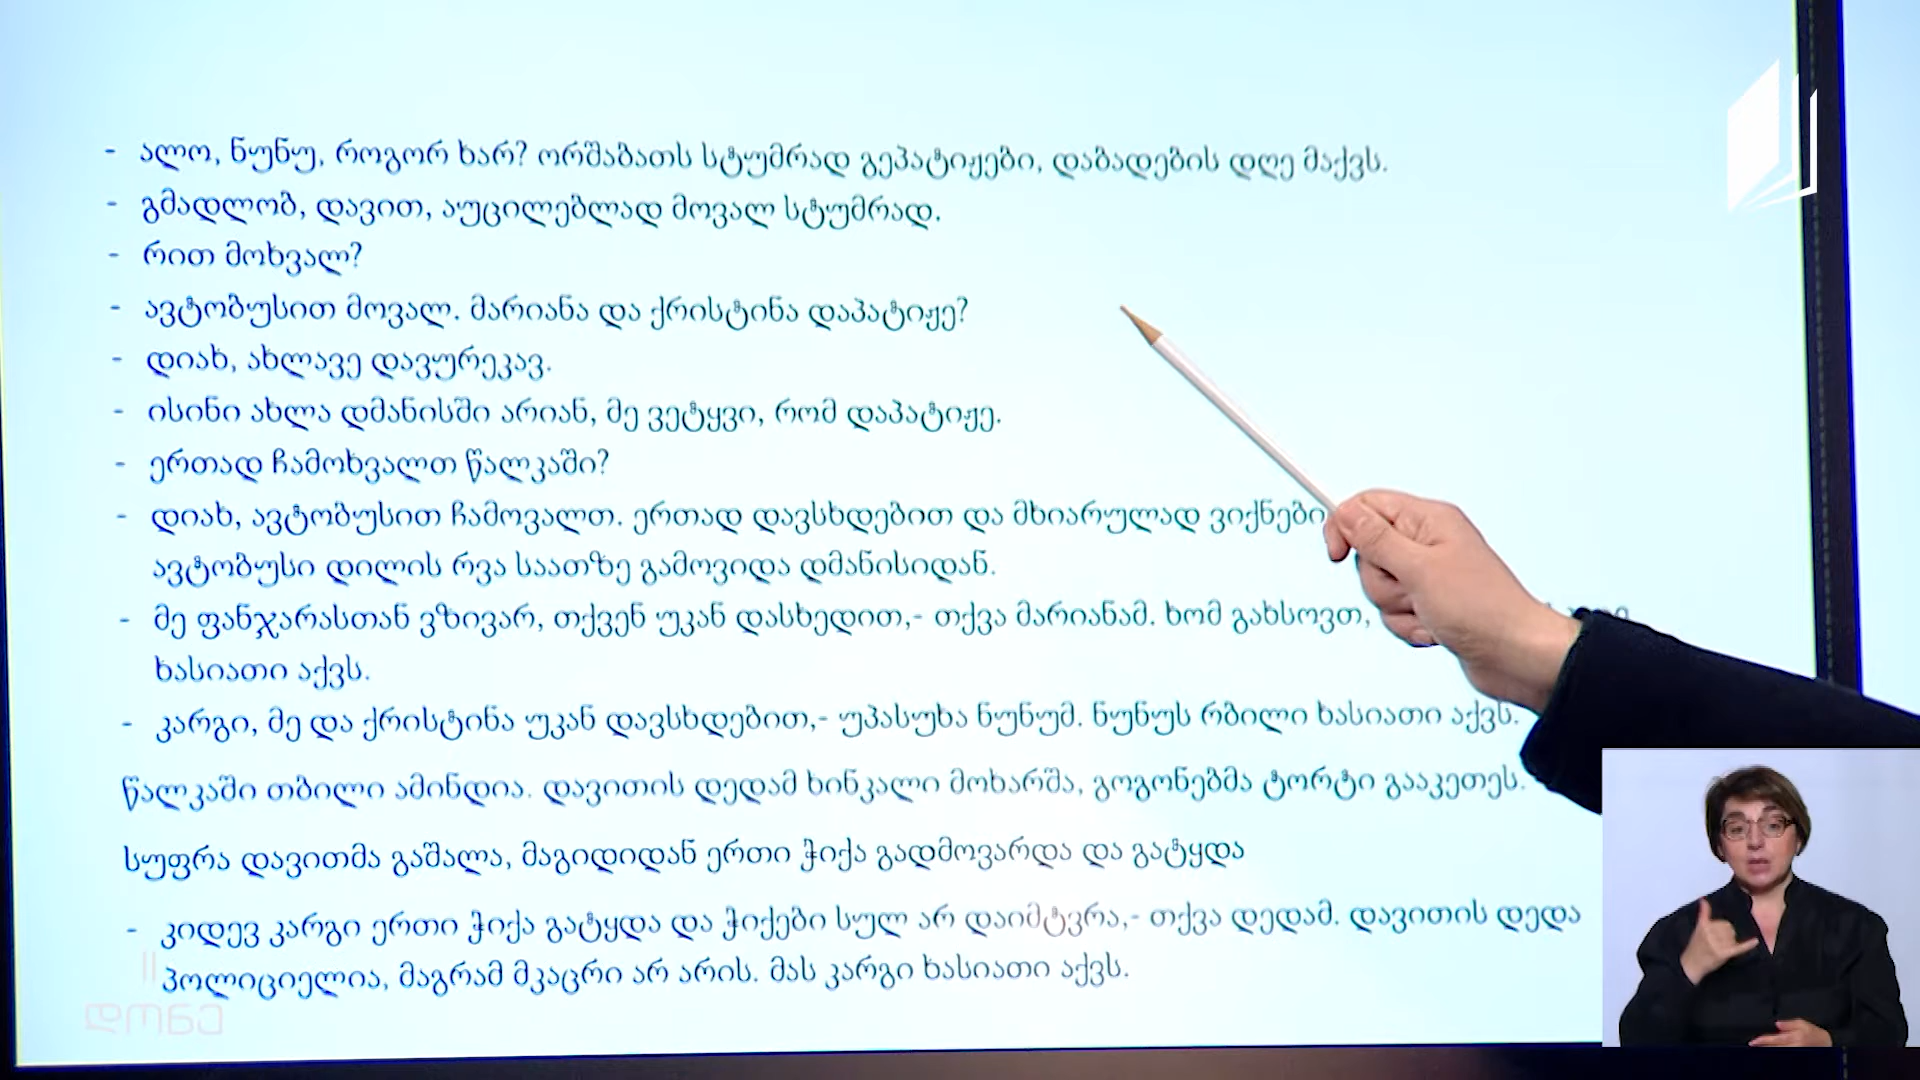 - ალო, ნუნუ, როგორ ხარ? ორშაბათს სტუმრად გეპატიჟები, დაბადების დღე მაქვს.
- გმადლობ, დავით, აუცილებლად მოვალ სტუმრად.
- რით მოხვალ?
- ავტობუსით მოვალ. მარიანა და ქრისტინა დაპატიჟე?
- დიახ, ახლავე დავურეკავ.
- ისინი ახლა დმანისში არიან, მე ვეტყვი, რომ დაპატიჟე.
- ერთად ჩამოხვალთ წალკაში?
- დიახ, ავტობუსით ჩამოვალთ. ერთად დავსხდებით და მხიარულად ვიქნები
ავტობუსი დილის რვა საათზე გამოვიდა დმანისიდან.
- მე ფანჯარასთან ვზივარ, თქვენ უკან დასხედით,- თქვა მარიანამ. ხომ გახსოვთ,
ხასიათი აქვს.
- კარგი, მე და ქრისტინა უკან დავსხდებით,- უპასუხა ნუნუმ. ნუნუს რბილი ხასიათი აქვს.
წალკაში თბილი ამინდია. დავითის დედამ ხინკალი მოხარშა, გოგონებმა ტორტი გააკეთეს.
სუფრა დავითმა გაშალა, მაგიდიდან ერთი ჭიქა გადმოვარდა და გატყდა
- კიდევ კარგი ერთი ჭიქა გატყდა და ჭიქები სულ არ დაიმტვრა,- თქვა დედამ. დავითის დედა
პოლიციელია, მაგრამ მკაცრი არ არის. მას კარგი ხასიათი აქვს.
II
დონე